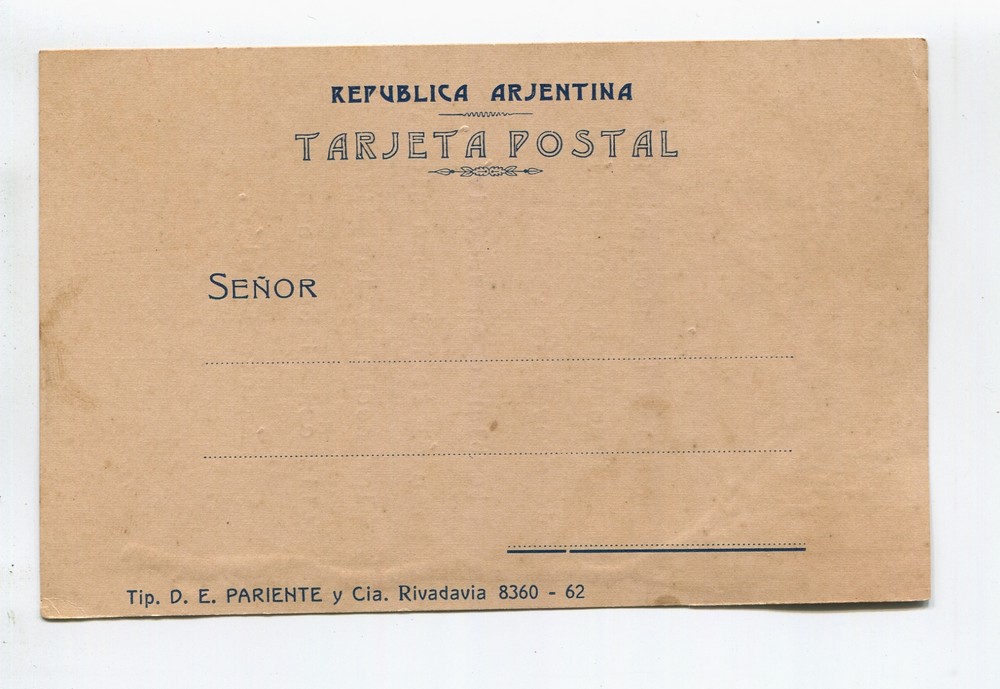 REPUBLICA ARJENTINA
TARJETA POSTAL
SEÑOR
Tip. D. E. PARIENTE y Cia. Rivadavia 8360 - 62